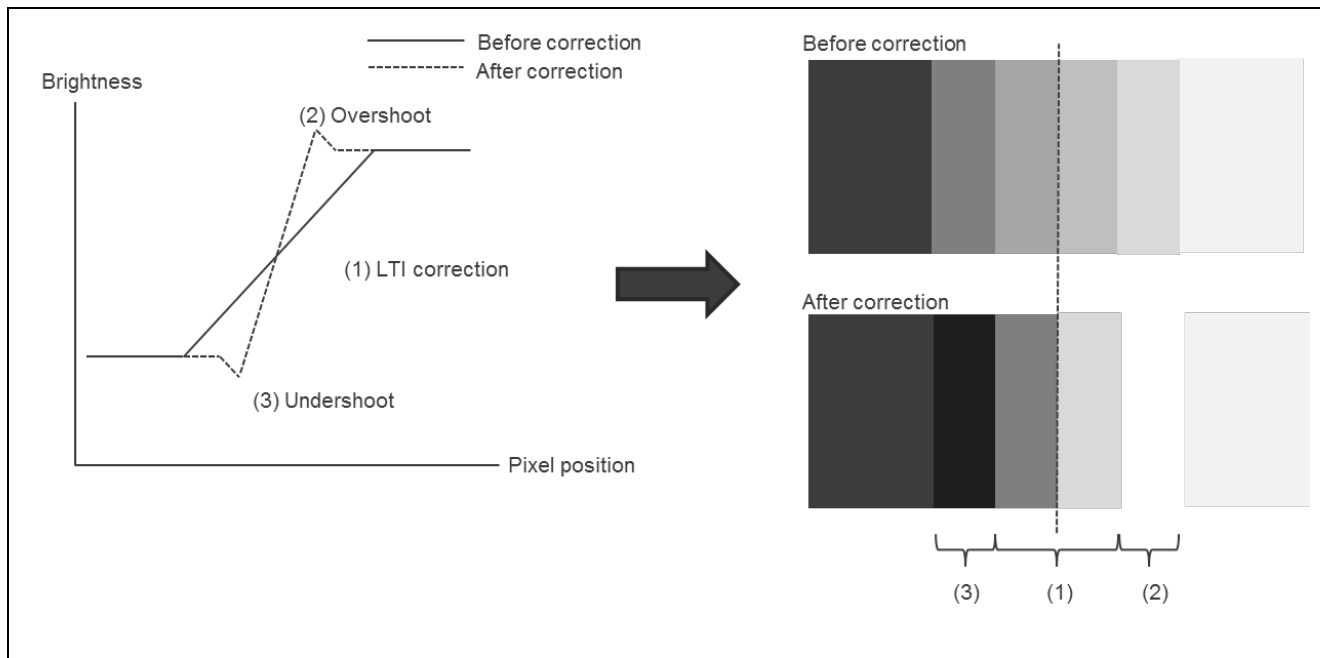 Before correction
After correction
Brightness
(2) Overshoot
(1) LTI correction
(3) Undershoot
Pixel position
Before correction
After correction
(3)
(1)
(2)